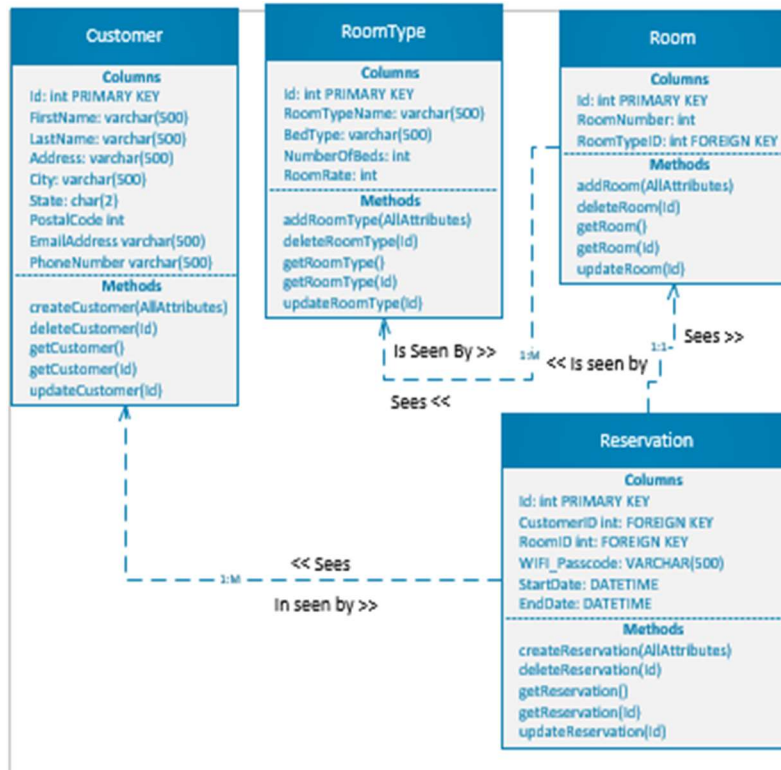 Customer
Columns
Id: int PRIMARY KEY
FirstName: varchar(500)
LastName: varchar(500)
Address: varchar(500)
City: varchar(500)
State: char(2)
PostalCode int
EmailAddress varchar(500)
PhoneNumber varchar(500)
Methods
createCustomer(AllAttributes)
deleteCustomer(Id)
getCustomer()
getCustomer(Id)
updateCustomer(Id)
RoomType
Columns
Id: int PRIMARY KEY
RoomTypeName: varchar(500)
BedType: varchar(500)
NumberOfBeds: int
RoomRate: int
Methods
addRoomType(AllAttributes)
deleteRoomType(Id)
getRoomType()
getRoomType(Id)
updateRoomType(Id)
Room
Columns
Id: int PRIMARY KEY
RoomNumber: int
RoomTypeID: int FOREIGN KEY
Methods
addRoom(AllAttributes)
deleteRoom(Id)
getRoom()
getRoom(Id)
updateRoom(Id)
Is Seen By >>
1:M
Sees <<
<< Is seen by
1:1
Sees >>
Reservation
Columns
Id: int PRIMARY KEY
CustomerID int: FOREIGN KEY
RoomID int: FOREIGN KEY
WIFI_Passcode: VARCHAR(500)
StartDate: DATETIME
EndDate: DATETIME
Methods
createReservation(AllAttributes)
deleteReservation(Id)
getReservation()
getReservation(Id)
updateReservation(Id)
<< Sees
1:M
In seen by >>